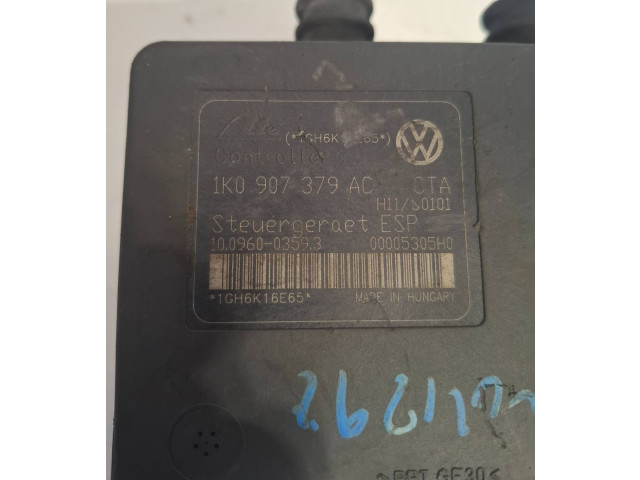 Ate
Controller
1K0 907 379 AC CTA
H11/S0101
Steuergeraet ESP
10.0960-0359.3 00005305H0
*1GH6K16E65* MADE IN HUNGARY